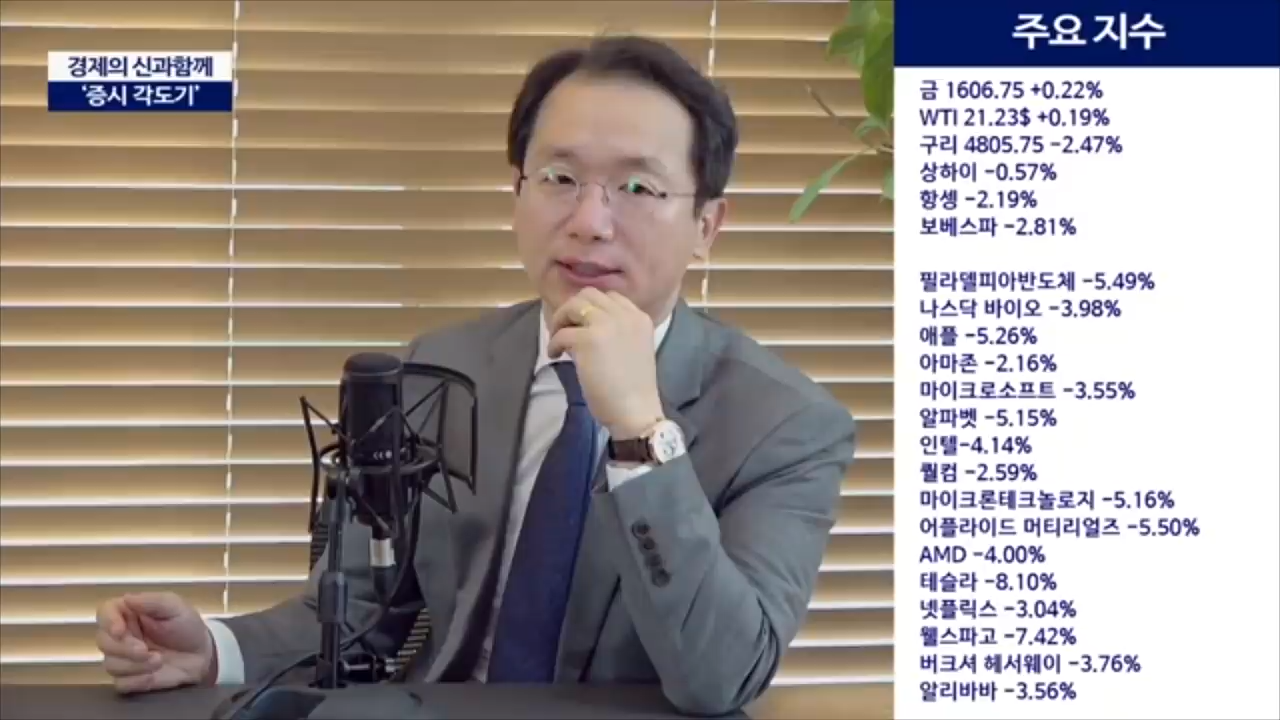 경제의 신과함께
'증시 각도기'
주요 지수
금 1606.75 +0.22%
WTI 21.23$ +0.19%
구리 4805.75 -2.47%
상하이 -0.57%
항셍 -2.19%
보베스파 -2.81%
필라델피아반도체 -5.49%
나스닥 바이오 -3.98%
애플 -5.26%
아마존 -2.16%
마이크로소프트 -3.55%
알파벳 -5.15%
인텔-4.14%
퀄컴 -2.59%
마이크론테크놀로지 -5.16%
어플라이드 머티리얼즈 -5.50%
AMD -4.00%
테슬라 -8.10%
넷플릭스 -3.04%
웰스파고 -7.42%
버크셔 헤서웨이 -3.76%
알리바바 -3.56%